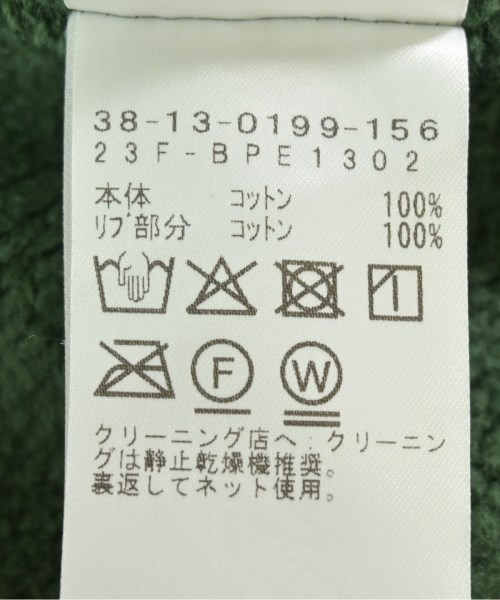 38-13-0199-156
23F-BPE1302
本体 コットン 100%
リブ部分 コットン 100%
F W
クリーニング店へ:クリーニン
グは静止乾燥機推奨。
裏返してネット使用。